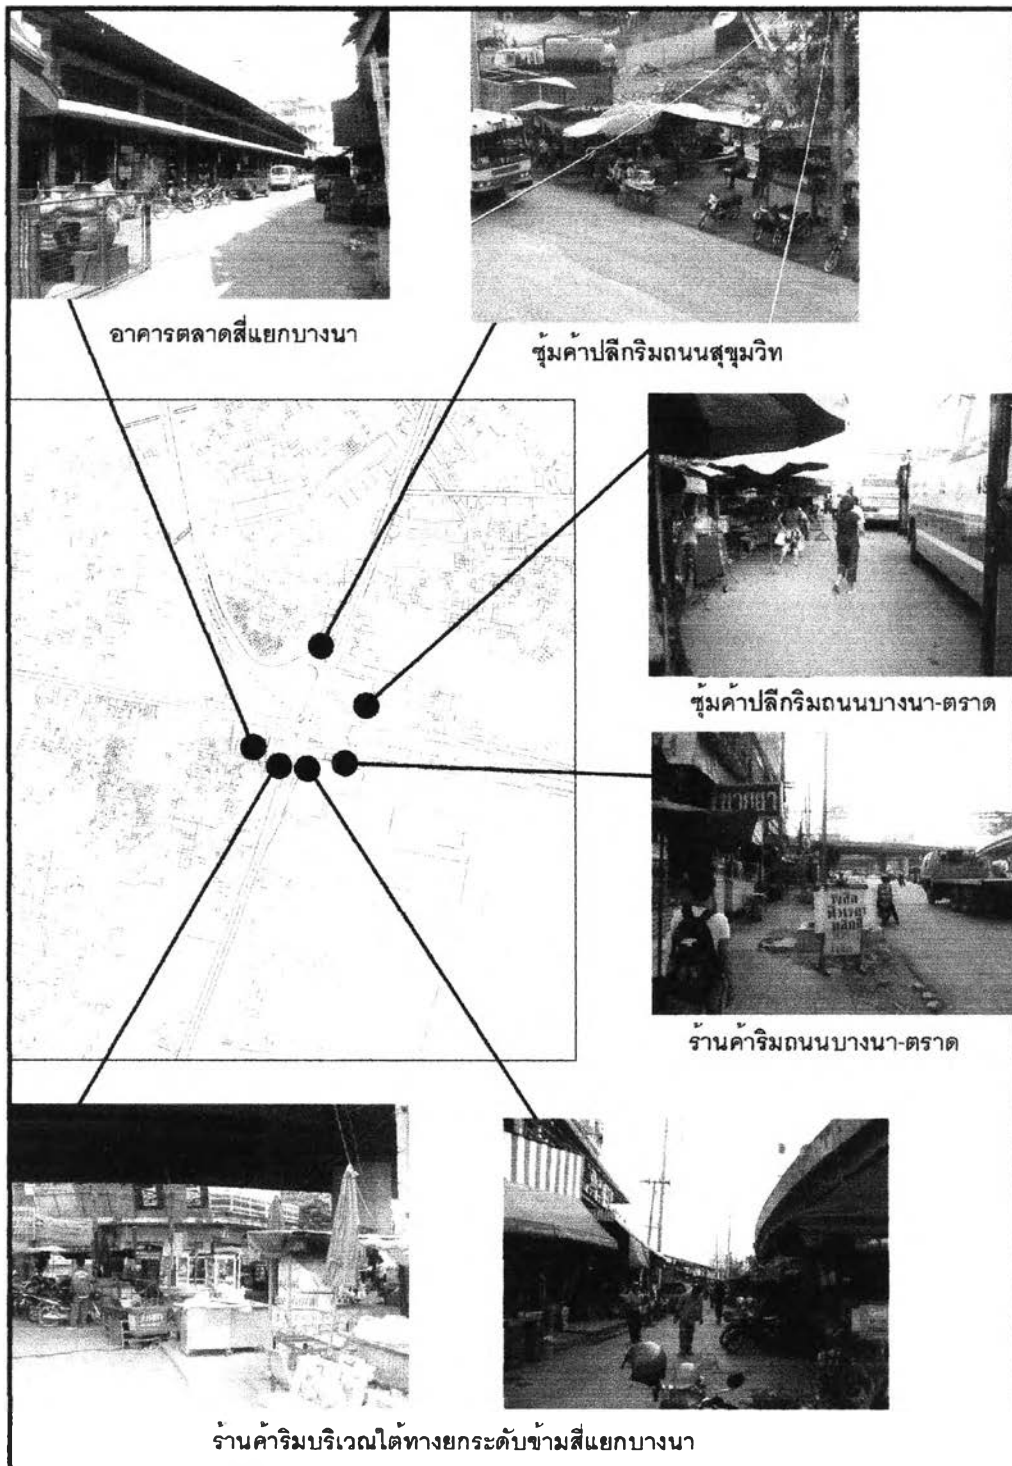 อาคารตลาดสี่แยกบางนา
ซุ้มค้าปลีกริมถนนสุขุมวิท
ซุ้มค้าปลีกริมถนนบางนา-ตราด
ขายยา
ร้านค้าริมถนนบางนา-ตราด
ร้านค้าริมบริเวณใต้ทางยกระดับข้ามสี่แยกบางนา